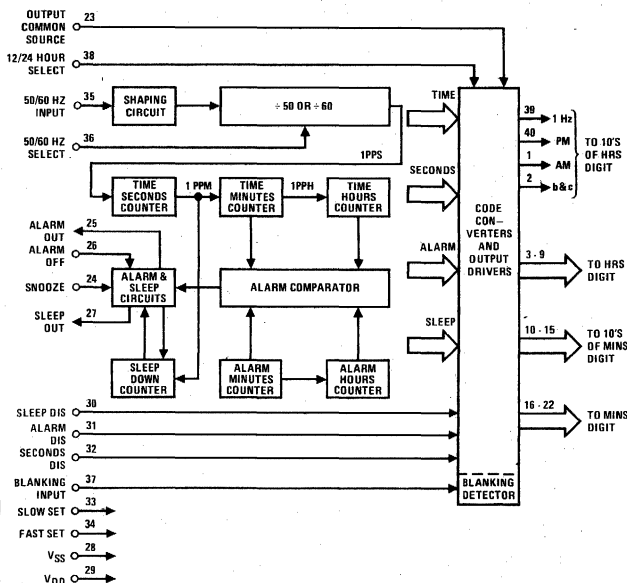 OUTPUT
COMMON
SOURCE
23
12/24 HOUR
SELECT
38
50/60 HZ
INPUT
35
SHAPING
CIRCUIT
÷50 OR ÷60
50/60 HZ
SELECT
36
1PPS
TIME
SECONDS
COUNTER
1 PPM
TIME
MINUTES
COUNTER
1PPH
TIME
HOURS
COUNTER
ALARM
OUT
25
ALARM
OFF
26
SNOOZE
24
SLEEP
OUT
27
ALARM &
SLEEP
CIRCUITS
ALARM COMPARATOR
SLEEP
DOWN
COUNTER
ALARM
MINUTES
COUNTER
ALARM
HOURS
COUNTER
SLEEP DIS
30
ALARM
DIS
31
SECONDS
DIS
32
BLANKING
INPUT
37
SLOW SET
33
FAST SET
34
VSS
28
VDD
29
TIME
SECONDS
ALARM
SLEEP
CODE
CON-
VERTERS
AND
OUTPUT
DRIVERS
BLANKING
DETECTOR
39
1 Hz
40
PM
1
AM
2
b&c
TO 10'S
OF HRS
DIGIT
3 - 9
TO HRS
DIGIT
10 - 15
TO 10'S
OF MINS
DIGIT
16 - 22
TO MINS
DIGIT